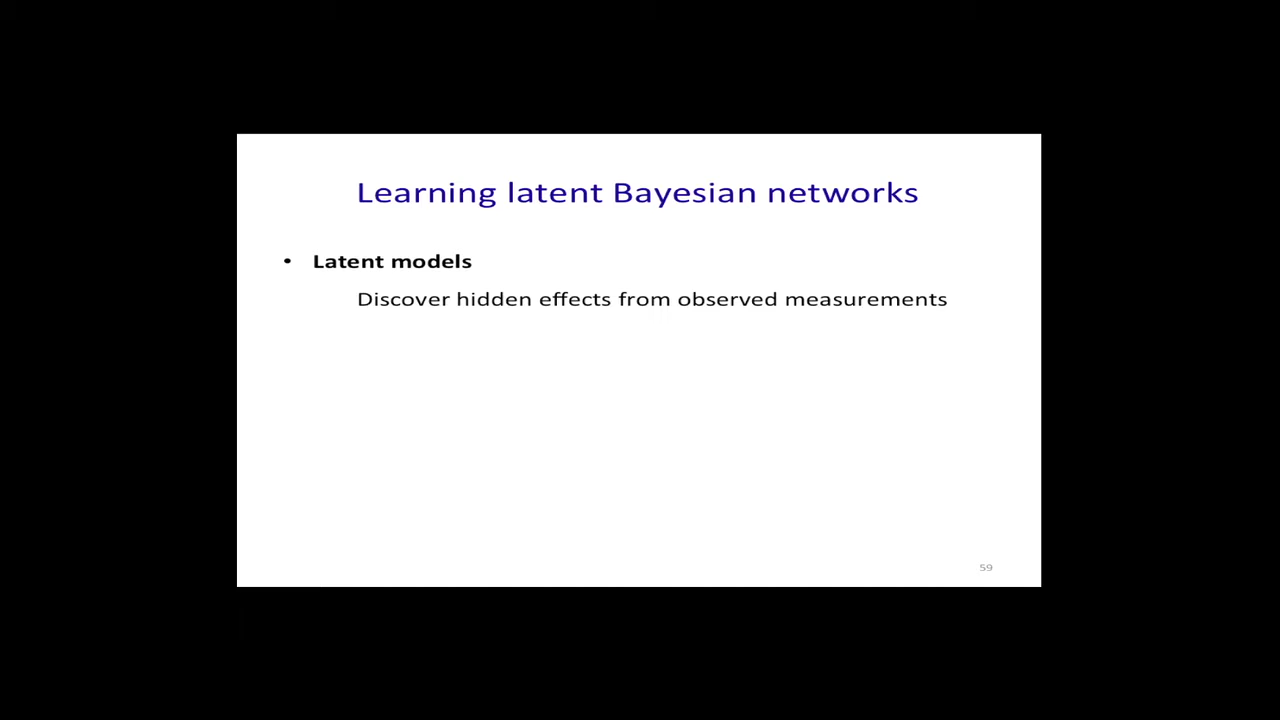 Learning latent Bayesian networks
• Latent models
Discover hidden effects from observed measurements
59